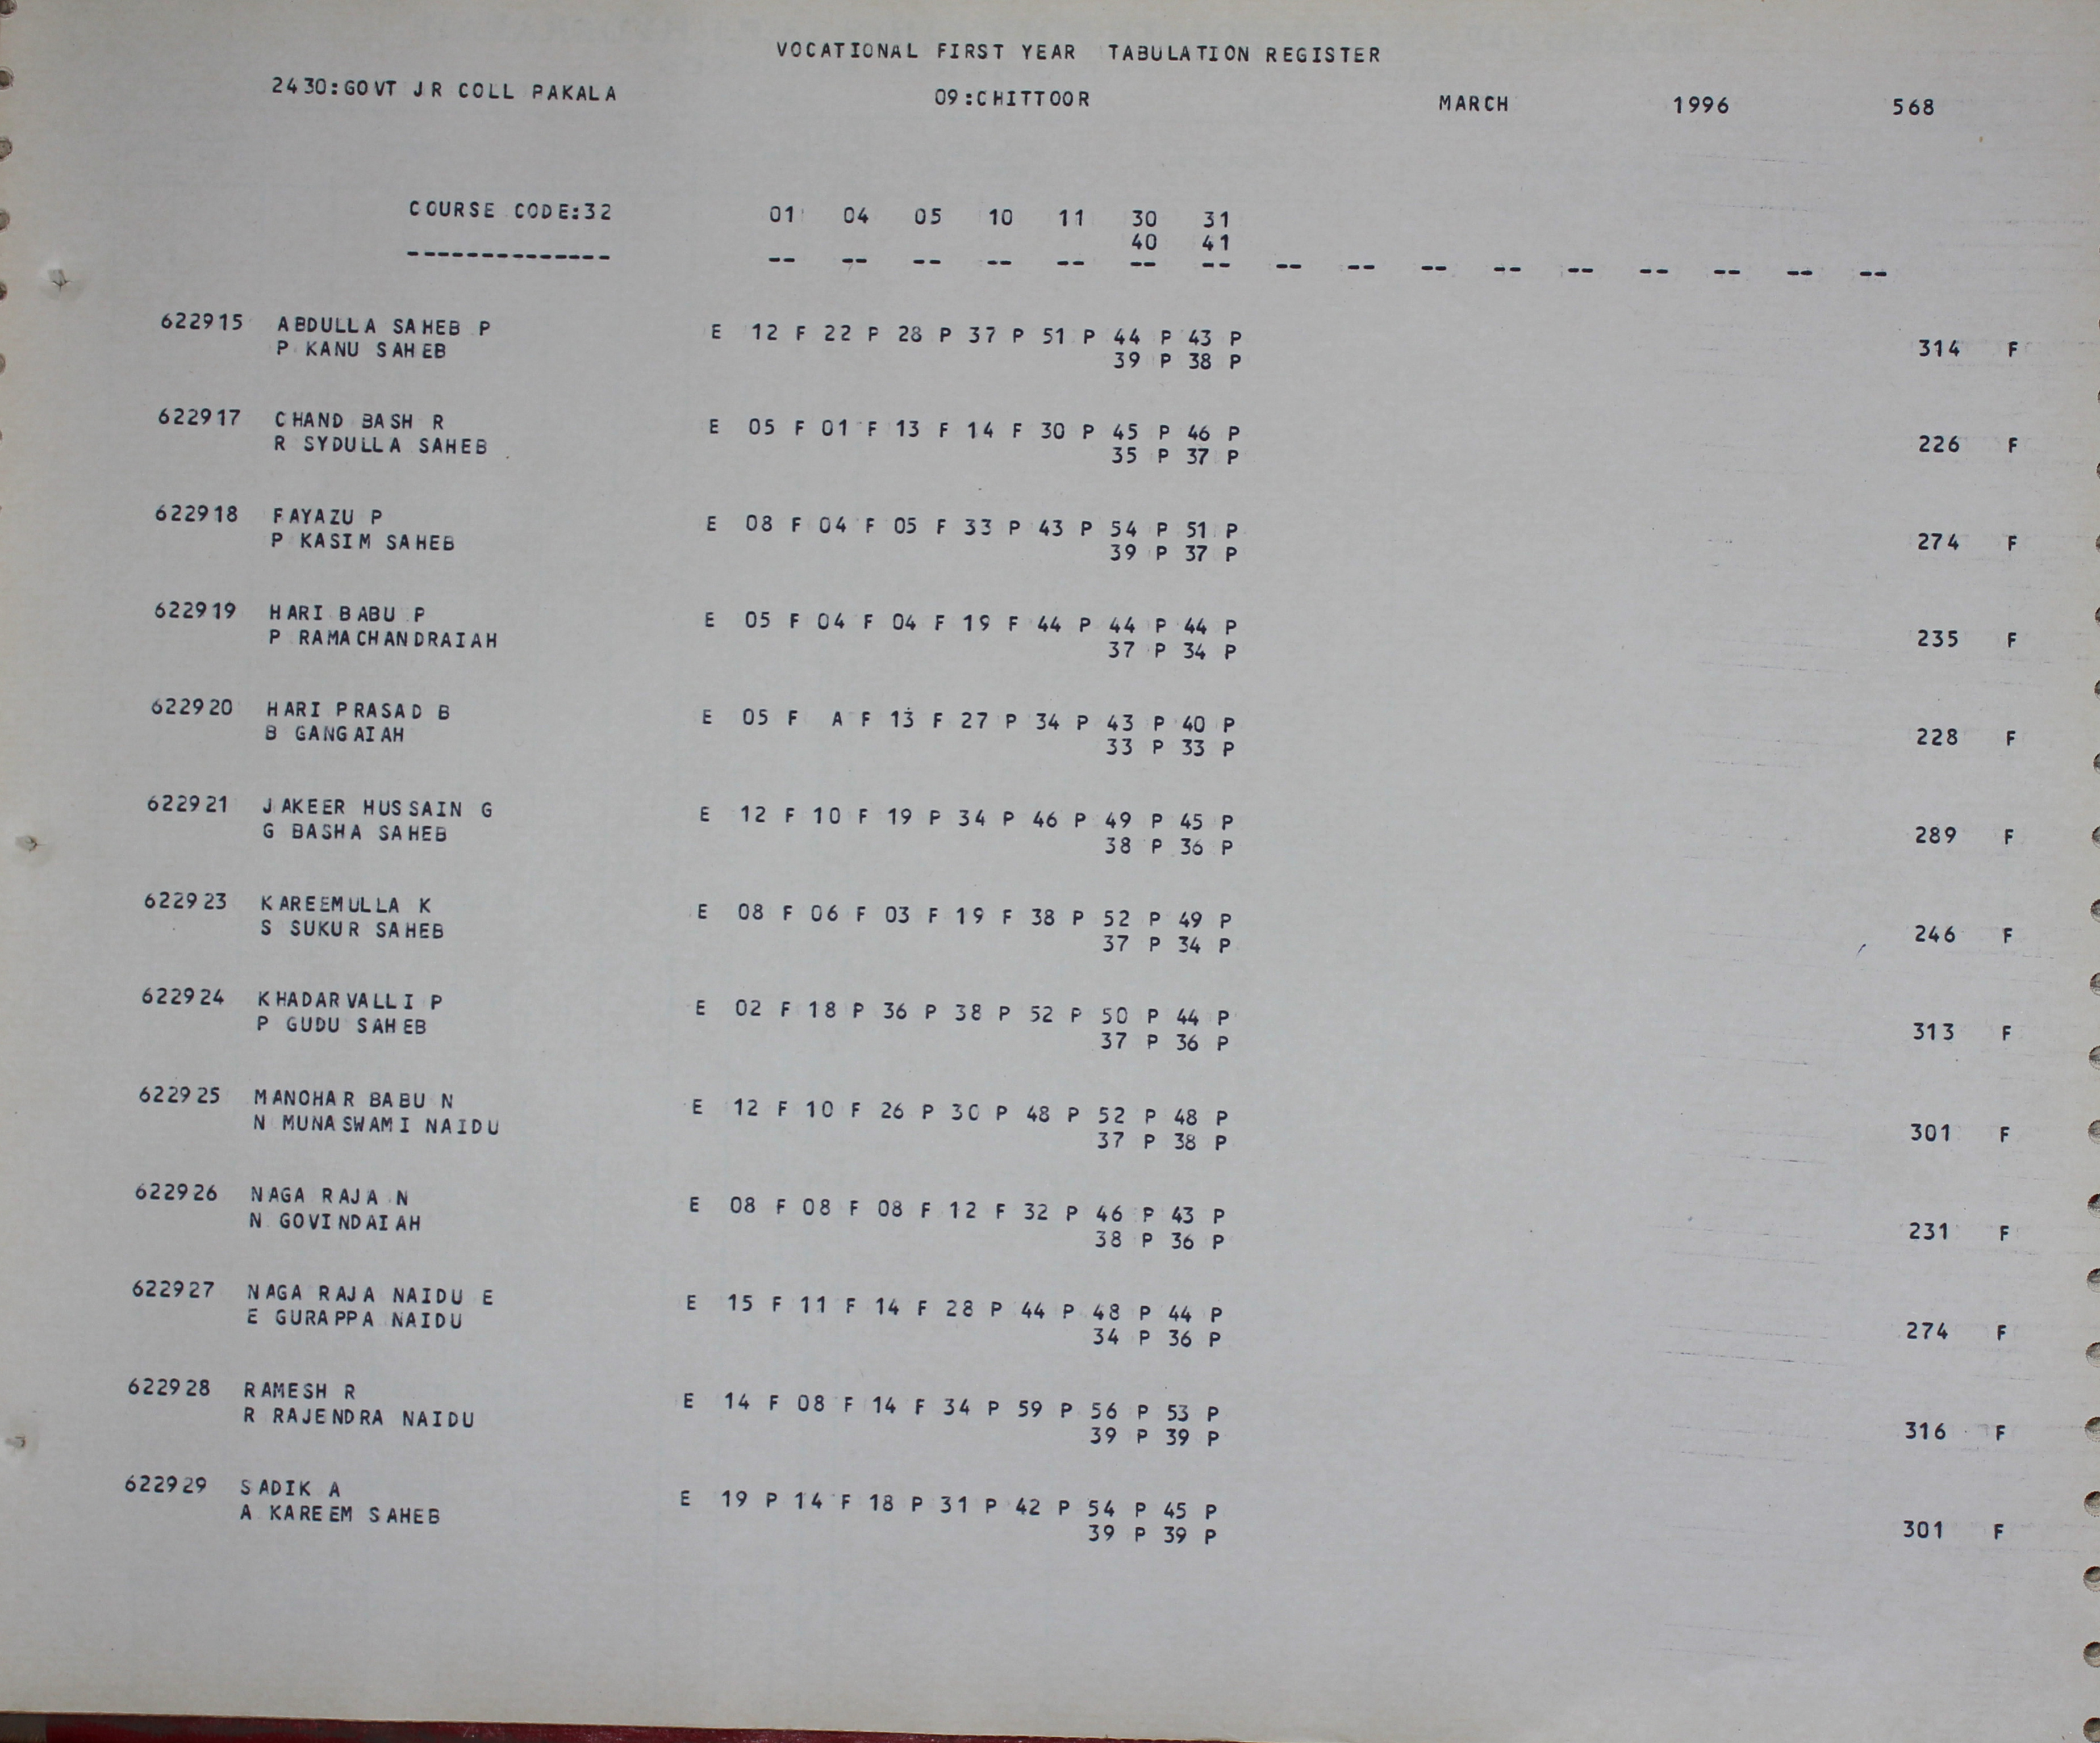 VOCATIONAL FIRST YEAR TABULATION REGISTER
2430:GOVT JR COLL PAKALA 09:CHITTOOR MARCH 1996 568
COURSE CODE:32 01 04 05 10 11 30 31
40 41
-------------- -- -- -- -- -- -- -- -- -- -- -- -- -- -- -- --
622915 ABDULLA SAHEB P E 12 F 22 P 28 P 37 P 51 P 44 P 43 P
P KANU SAHEB 39 P 38 P 314 F
622917 CHAND BASH R E 05 F 01 F 13 F 14 F 30 P 45 P 46 P
R SYDULLA SAHEB 35 P 37 P 226 F
622918 FAYAZU P E 08 F 04 F 05 F 33 P 43 P 54 P 51 P
P KASIM SAHEB 39 P 37 P 274 F
622919 HARI BABU P E 05 F 04 F 04 F 19 F 44 P 44 P 44 P
P RAMACHANDRAIAH 37 P 34 P 235 F
622920 HARI PRASAD B E 05 F A F 13 F 27 P 34 P 43 P 40 P
B GANGAIAH 33 P 33 P 228 F
622921 JAKEER HUSSAIN G E 12 F 10 F 19 P 34 P 46 P 49 P 45 P
G BASHA SAHEB 38 P 36 P 289 F
622923 KAREEMULLA K E 08 F 06 F 03 F 19 F 38 P 52 P 49 P
S SUKUR SAHEB 37 P 34 P 246 F
622924 KHADARVALLI P E 02 F 18 P 36 P 38 P 52 P 50 P 44 P
P GUDU SAHEB 37 P 36 P 313 F
622925 MANOHAR BABU N E 12 F 10 F 26 P 30 P 48 P 52 P 48 P
N MUNASWAMI NAIDU 37 P 38 P 301 F
622926 NAGA RAJA N E 08 F 08 F 08 F 12 F 32 P 46 P 43 P
N GOVINDAIAH 38 P 36 P 231 F
622927 NAGA RAJA NAIDU E E 15 F 11 F 14 F 28 P 44 P 48 P 44 P
E GURAPPA NAIDU 34 P 36 P 274 F
622928 RAMESH R E 14 F 08 F 14 F 34 P 59 P 56 P 53 P
R RAJENDRA NAIDU 39 P 39 P 316 F
622929 SADIK A E 19 P 14 F 18 P 31 P 42 P 54 P 45 P
A KAREEM SAHEB 39 P 39 P 301 F